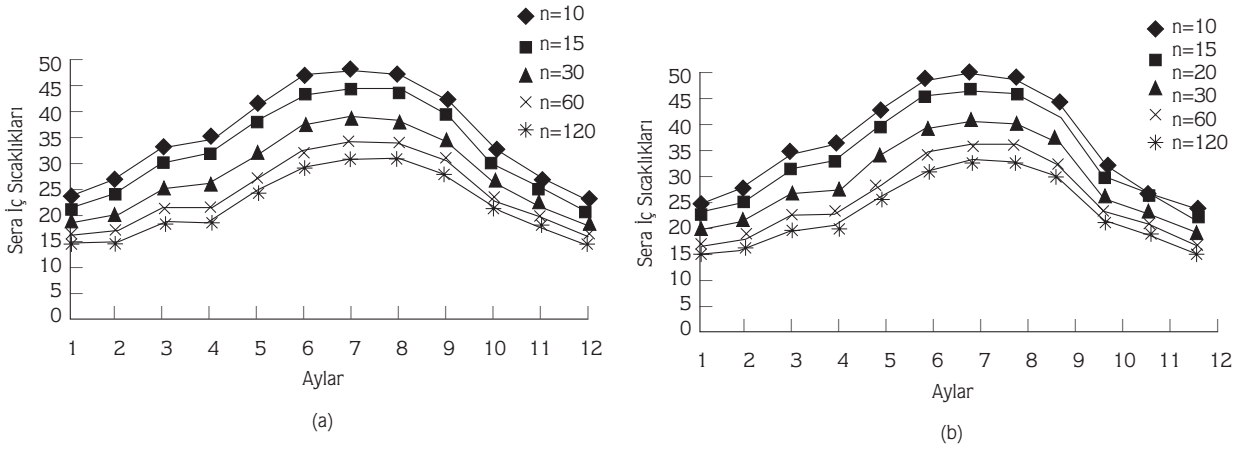 n=10
n=15
n=30
n=60
n=120
Sera İç Sıcaklıkları
50
45
40
35
30
25
20
15
10
5
0
1 2 3 4 5 6 7 8 9 10 11 12
Aylar
(a)
n=10
n=15
n=20
n=30
n=60
n=120
Sera İç Sıcaklıkları
50
45
40
35
30
25
20
15
10
5
0
1 2 3 4 5 6 7 8 9 10 11 12
Aylar
(b)